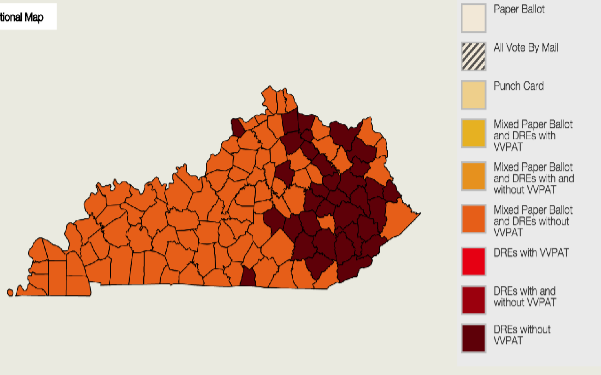 tional Map
Paper Ballot
All Vote By Mail
Punch Card
Mixed Paper Ballot
and DREs with
VVPAT
Mixed Paper Ballot
and DREs with and
without VVPAT
Mixed Paper Ballot
and DREs without
VVPAT
DREs with VVPAT
DREs with and
without VVPAT
DREs without
VVPAT